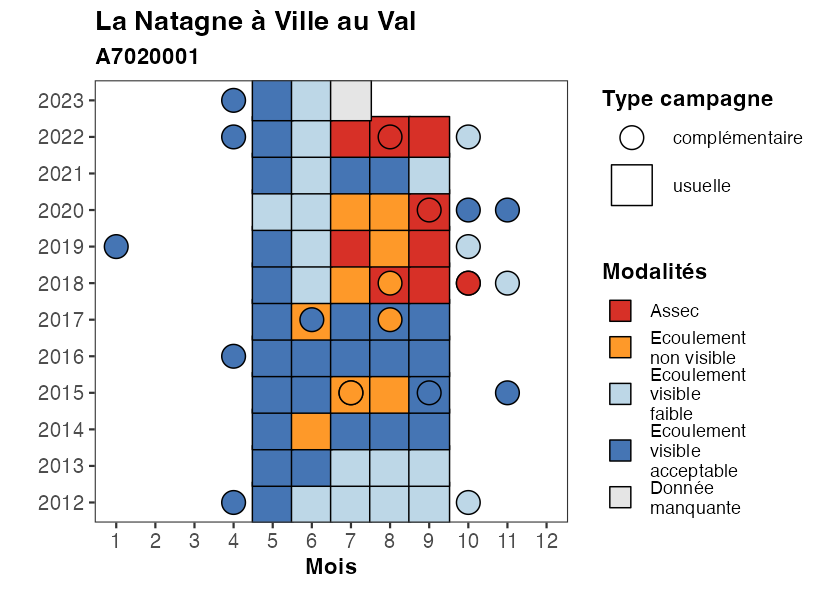 La Natagne à Ville au Val
A7020001
2023
2022
2021
2020
2019
2018
2017
2016
2015
2014
2013
2012
1 2 3 4 5 6 7 8 9 10 11 12
Mois
Type campagne
complémentaire
usuelle
Modalités
Assec
Ecoulement
non visible
Ecoulement
visible
faible
Ecoulement
visible
acceptable
Donnée
manquante